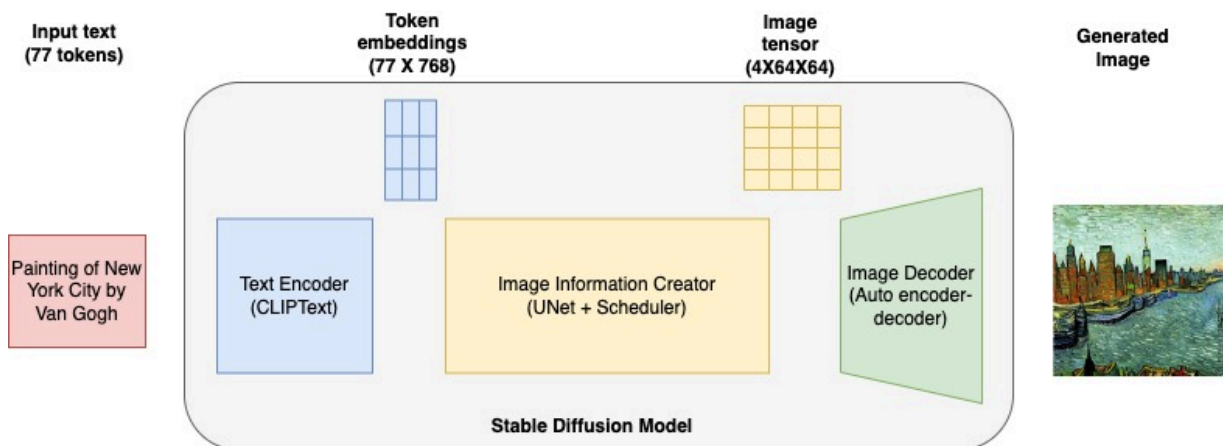 Input text
(77 tokens)
Token
embeddings
(77 X 768)
Image
tensor
(4X64X64)
Generated
Image
Painting of New
York City by
Van Gogh
Text Encoder
(CLIPText)
Image Information Creator
(UNet + Scheduler)
Image Decoder
(Auto encoder-
decoder)
Stable Diffusion Model